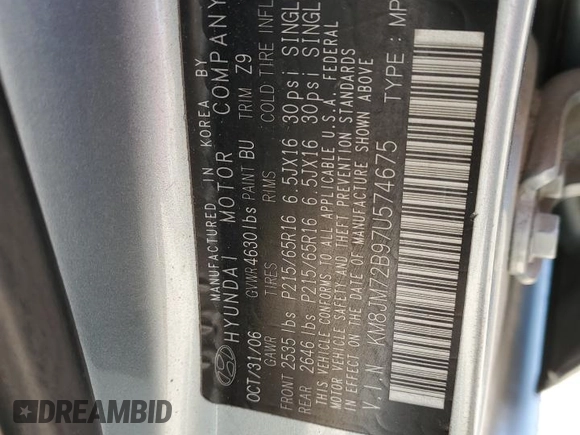 MANUFACTURED IN KOREA BY
HYUNDAI MOTOR COMPANY
OCT/31/06 GVWR 4630lbs PAINT BU TRIM Z9
GAWR TIRES RIMS COLD TIRE INFL
FRONT 2535 lbs P215/65R16 6.5JX16 30psi SINGL
REAR 2646 lbs P215/65R16 6.5JX16 30psi SINGL
THIS VEHICLE CONFORMS TO ALL APPLICABLE U.S.A. FEDERAL
MOTOR VEHICLE SAFETY AND THEFT PREVENTION STANDARDS
IN EFFECT ON THE DATE OF MANUFACTURE SHOWN ABOVE
V.I.N KM8JM72B97U574675 TYPE : MP
DREAMBID